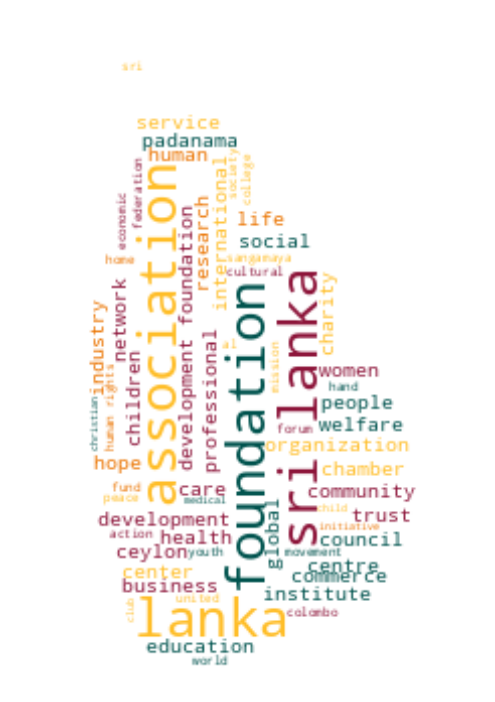 sri
service
padanama
human
association
federation
economic
society
college
international
research
life
social
sangamaya
cultural
home
development foundation
network
children
industry
human rights
christian
professional
foundation
sri lanka
charity
mission
women
hand
people
welfare
forum
organization
hope
chamber
fund
peace
care
medical
community
child
trust
development
action
health
global
initiative
council
ceylon
youth
movement
center
centre
commerce
business
institute
united
club
lanka
colombo
education
world